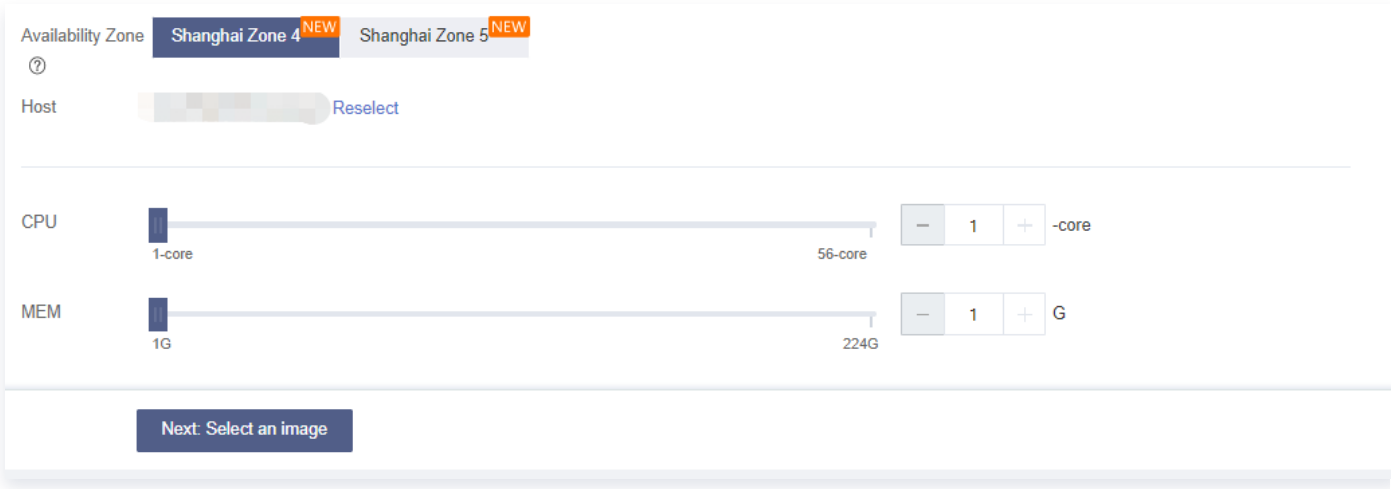 Availability Zone Shanghai Zone 4 NEW Shanghai Zone 5 NEW
?
Host Reselect
CPU − 1 + -core
1-core 56-core
MEM − 1 + G
1G 224G
Next: Select an image